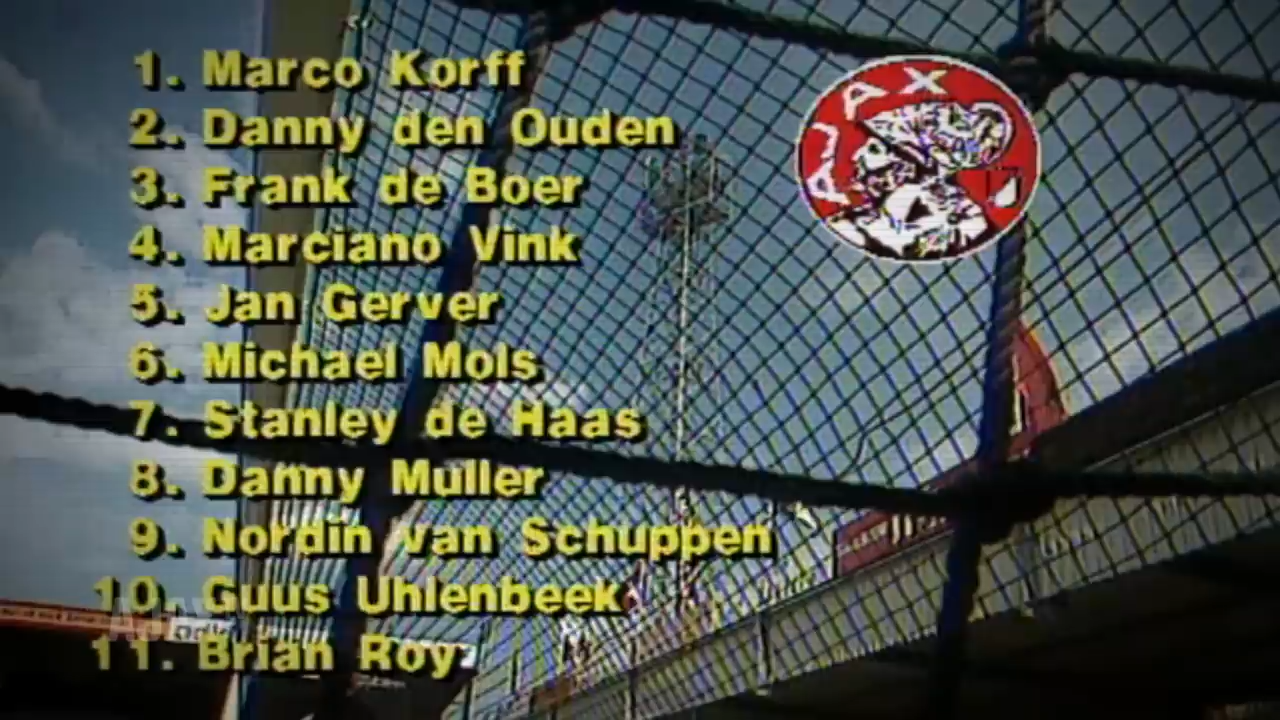 1. Marco Korff
2. Danny den Ouden
3. Frank de Boer
4. Marciano Vink
5. Jan Gerver
6. Michael Mols
7. Stanley de Haas
8. Danny Muller
9. Nordin van Schuppen
10. Guus Uhlenbeek
11. Brian Roy
AJAX
AJAX